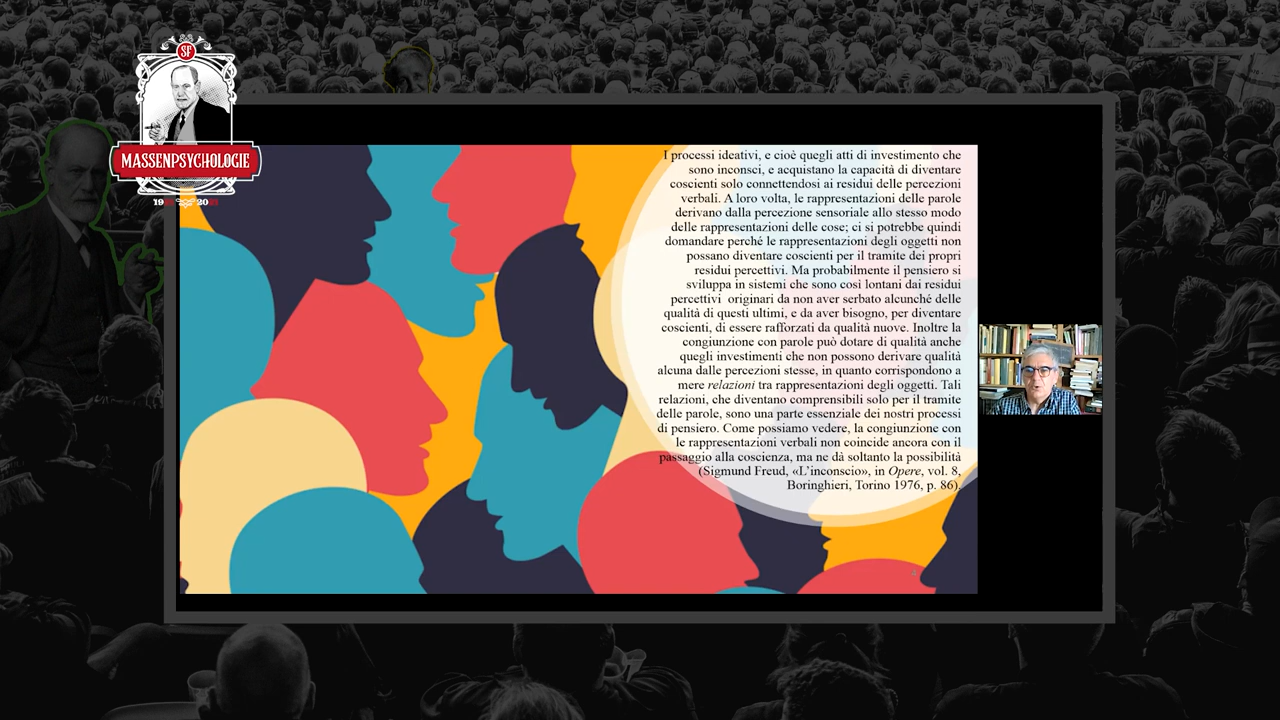 SF
MASSENPSYCHOLOGIE
1921 2021
I processi ideativi, e cioè quegli atti di investimento che
sono inconsci, e acquistano la capacità di diventare
coscienti solo connettendosi ai residui delle percezioni
verbali. A loro volta, le rappresentazioni delle parole
derivano dalla percezione sensoriale allo stesso modo
delle rappresentazioni delle cose; ci si potrebbe quindi
domandare perché le rappresentazioni degli oggetti non
possano diventare coscienti per il tramite dei propri
residui percettivi. Ma probabilmente il pensiero si
sviluppa in sistemi che sono così lontani dai residui
percettivi originari da non aver serbato alcunché delle
qualità di questi ultimi, e da aver bisogno, per diventare
coscienti, di essere rafforzati da qualità nuove. Inoltre la
congiunzione con parole può dotare di qualità anche
quegli investimenti che non possono derivare qualità
alcuna dalle percezioni stesse, in quanto corrispondono a
mere relazioni tra rappresentazioni degli oggetti. Tali
relazioni, che diventano comprensibili solo per il tramite
delle parole, sono una parte essenziale dei nostri processi
di pensiero. Come possiamo vedere, la congiunzione con
le rappresentazioni verbali non coincide ancora con il
passaggio alla coscienza, ma ne dà soltanto la possibilità
(Sigmund Freud, «L'inconscio», in Opere, vol. 8,
Boringhieri, Torino 1976, p. 86).